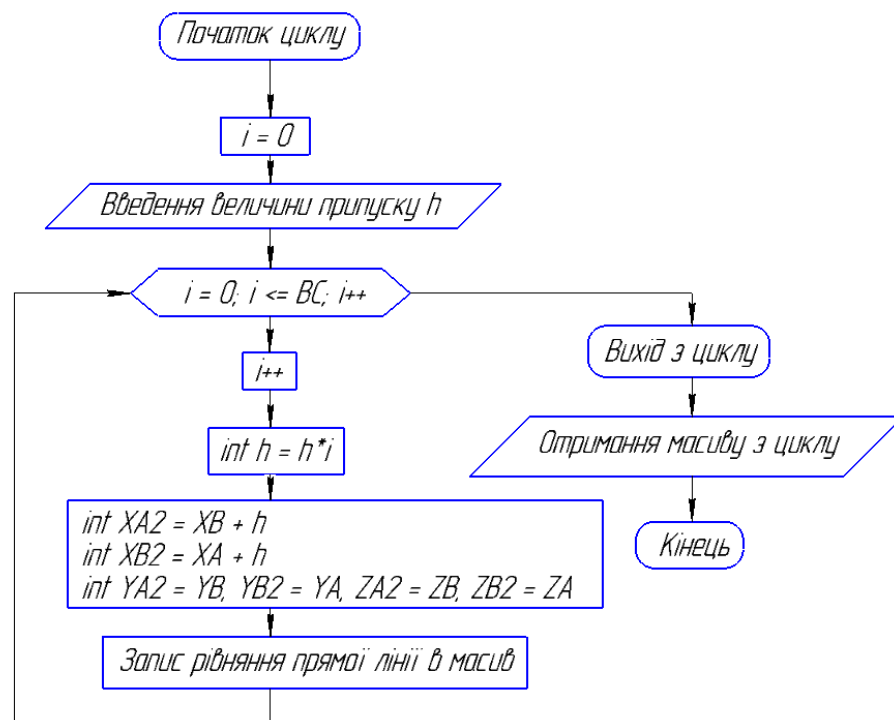 Початок циклу
i = 0
Введення величини припуску h
i = 0; i <= BC; i++
i++
Вихід з циклу
int h = h*i
Отримання масиву з циклу
int XA2 = XB + h
int XB2 = XA + h
int YA2 = YB, YB2 = YA, ZA2 = ZB, ZB2 = ZA
Кінець
Запис рівняння прямої лінії в масив